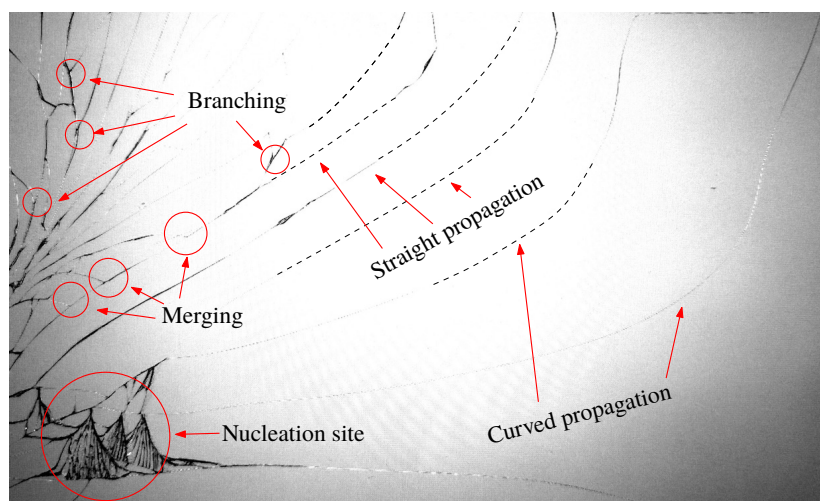 Branching
Straight propagation
Merging
Curved propagation
Nucleation site